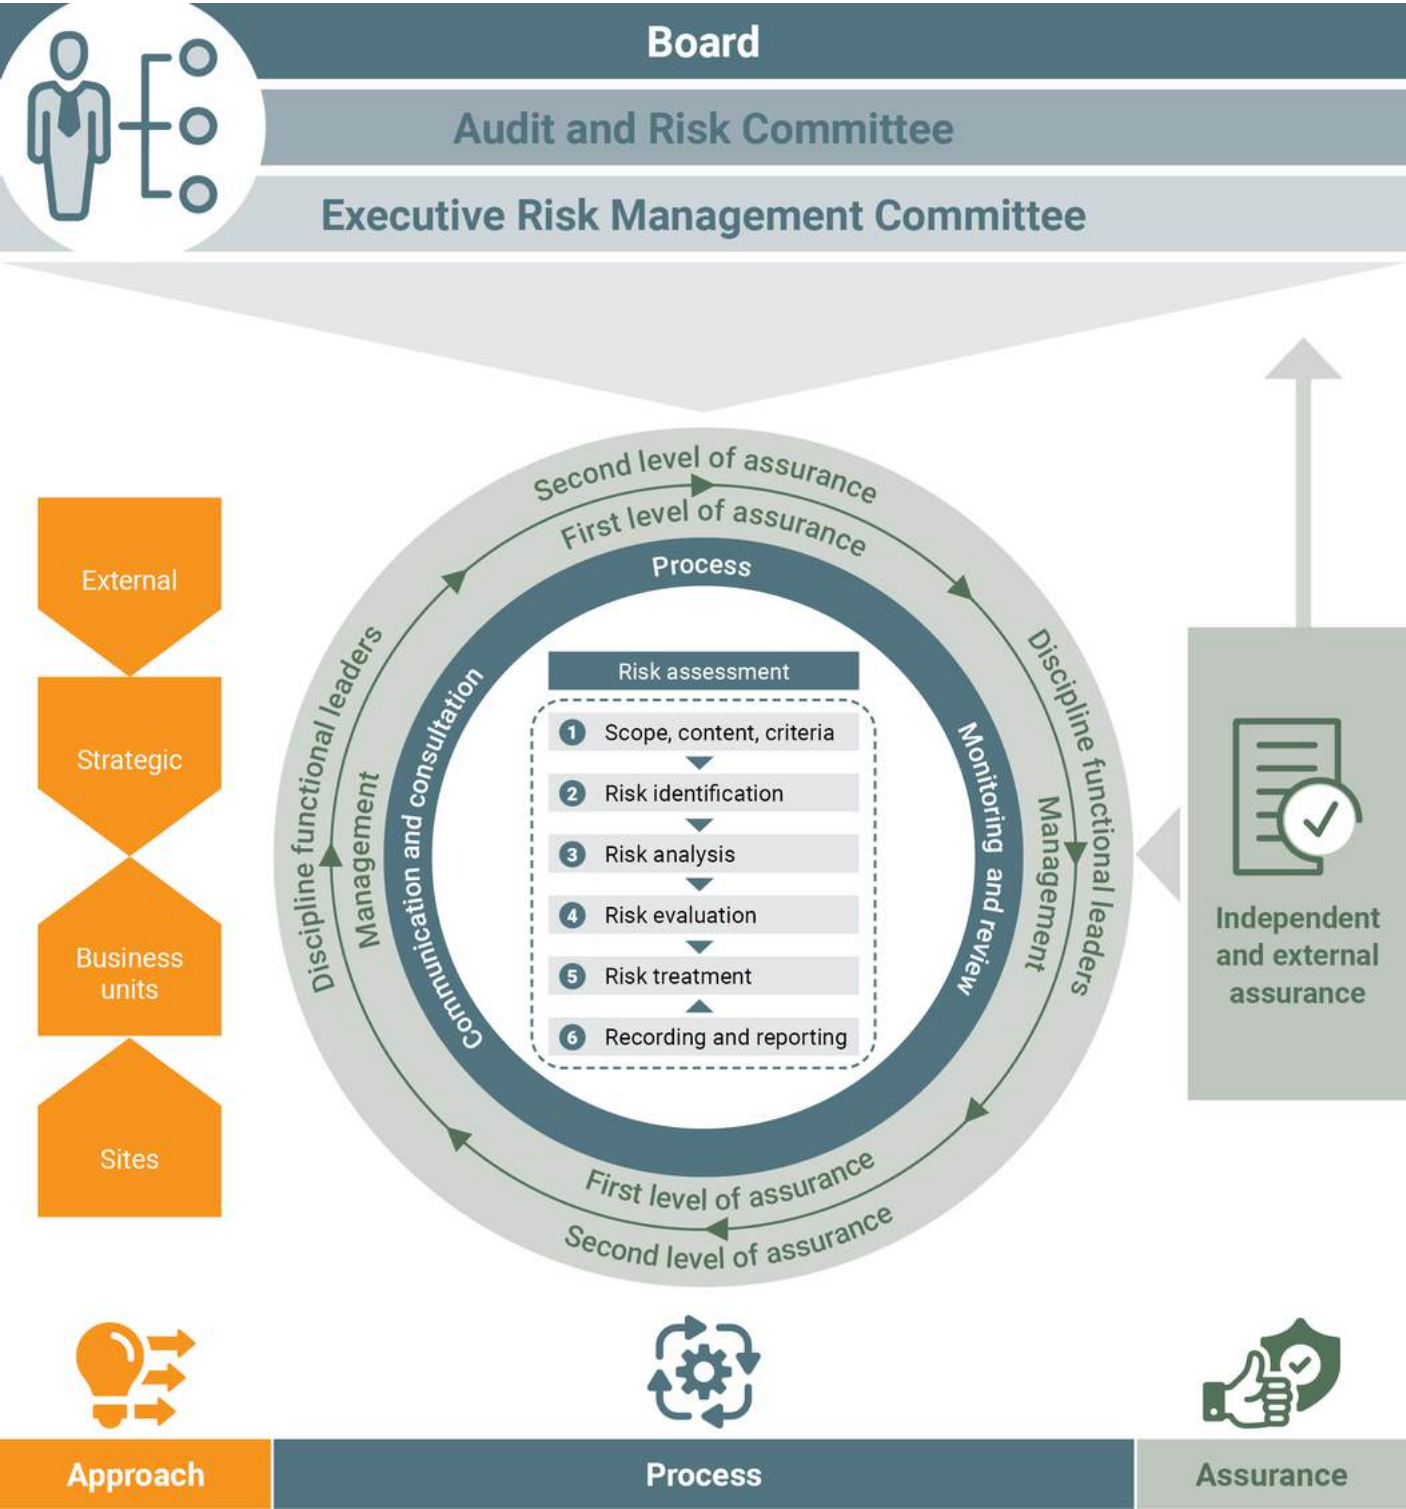 Board
Audit and Risk Committee
Executive Risk Management Committee
External
Strategic
Business
units
Sites
Second level of assurance
First level of assurance
Process
Discipline functional leaders
Management
Communication and consultation
Risk assessment
1 Scope, content, criteria
2 Risk identification
3 Risk analysis
4 Risk evaluation
5 Risk treatment
6 Recording and reporting
Monitoring and review
Management
Discipline functional leaders
First level of assurance
Second level of assurance
Independent
and external
assurance
Approach
Process
Assurance